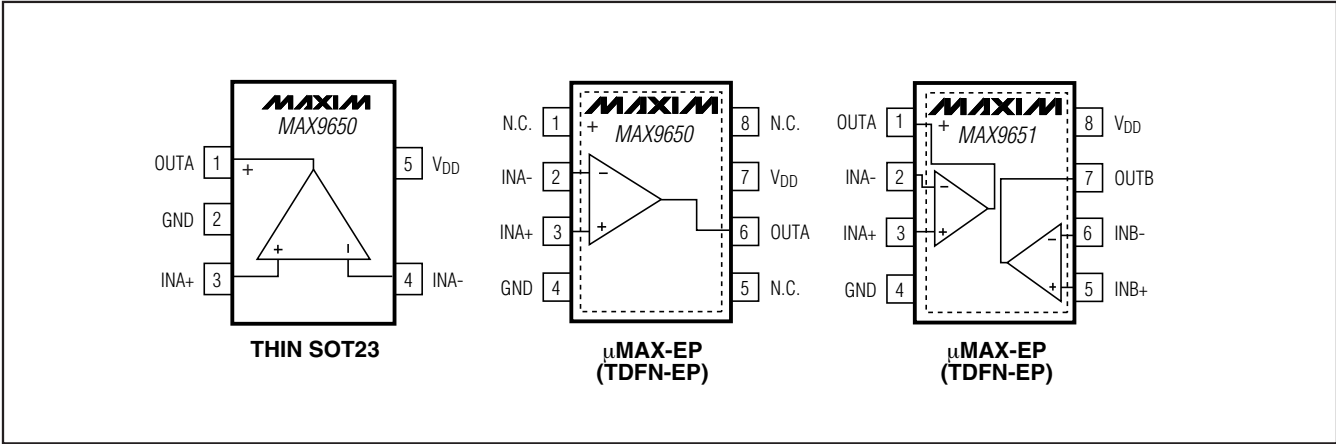 MAXIM
MAX9650
OUTA 1
+
5 VDD
GND 2
INA+ 3
+
−
4 INA-
THIN SOT23
MAXIM
MAX9650
N.C. 1
+
8 N.C.
INA- 2
−
7 VDD
INA+ 3
+
6 OUTA
GND 4
5 N.C.
µMAX-EP
(TDFN-EP)
MAXIM
MAX9651
OUTA 1
+
8 VDD
INA- 2
−
7 OUTB
INA+ 3
+
−
6 INB-
GND 4
+
5 INB+
µMAX-EP
(TDFN-EP)